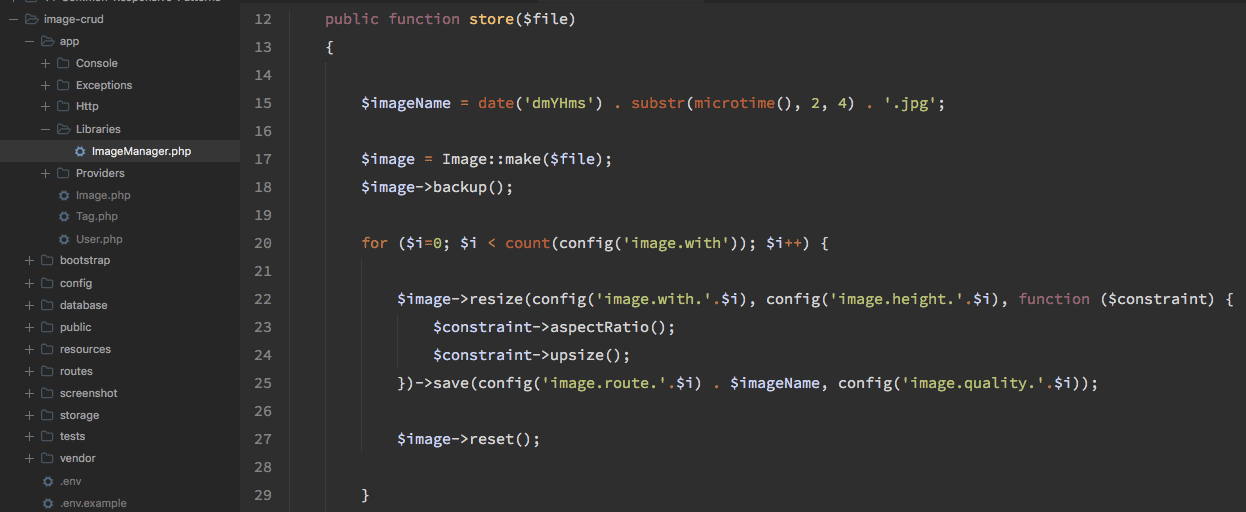 image-crud
app
Console
Exceptions
Http
Libraries
ImageManager.php
Providers
Image.php
Tag.php
User.php
bootstrap
config
database
public
resources
routes
screenshot
storage
tests
vendor
.env
.env.example
12 public function store($file)
13 {
14
15 $imageName = date('dmYHms') . substr(microtime(), 2, 4) . '.jpg';
16
17 $image = Image::make($file);
18 $image->backup();
19
20 for ($i=0; $i < count(config('image.with')); $i++) {
21
22 $image->resize(config('image.with.'.$i), config('image.height.'.$i), function ($constraint) {
23 $constraint->aspectRatio();
24 $constraint->upsize();
25 })->save(config('image.route.'.$i) . $imageName, config('image.quality.'.$i));
26
27 $image->reset();
28
29 }